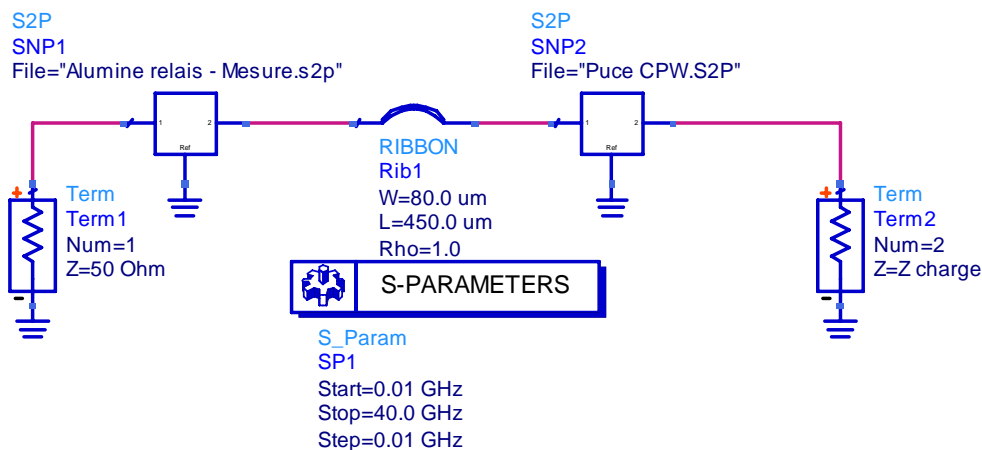 S2P
SNP1
File="Alumine relais - Mesure.s2p"
S2P
SNP2
File="Puce CPW.S2P"
1
2
Ref
1
2
Ref
RIBBON
Rib1
W=80.0 um
L=450.0 um
Rho=1.0
+
Term
Term1
Num=1
Z=50 Ohm
-
+
Term
Term2
Num=2
Z=Z charge
-
S-PARAMETERS
S_Param
SP1
Start=0.01 GHz
Stop=40.0 GHz
Step=0.01 GHz